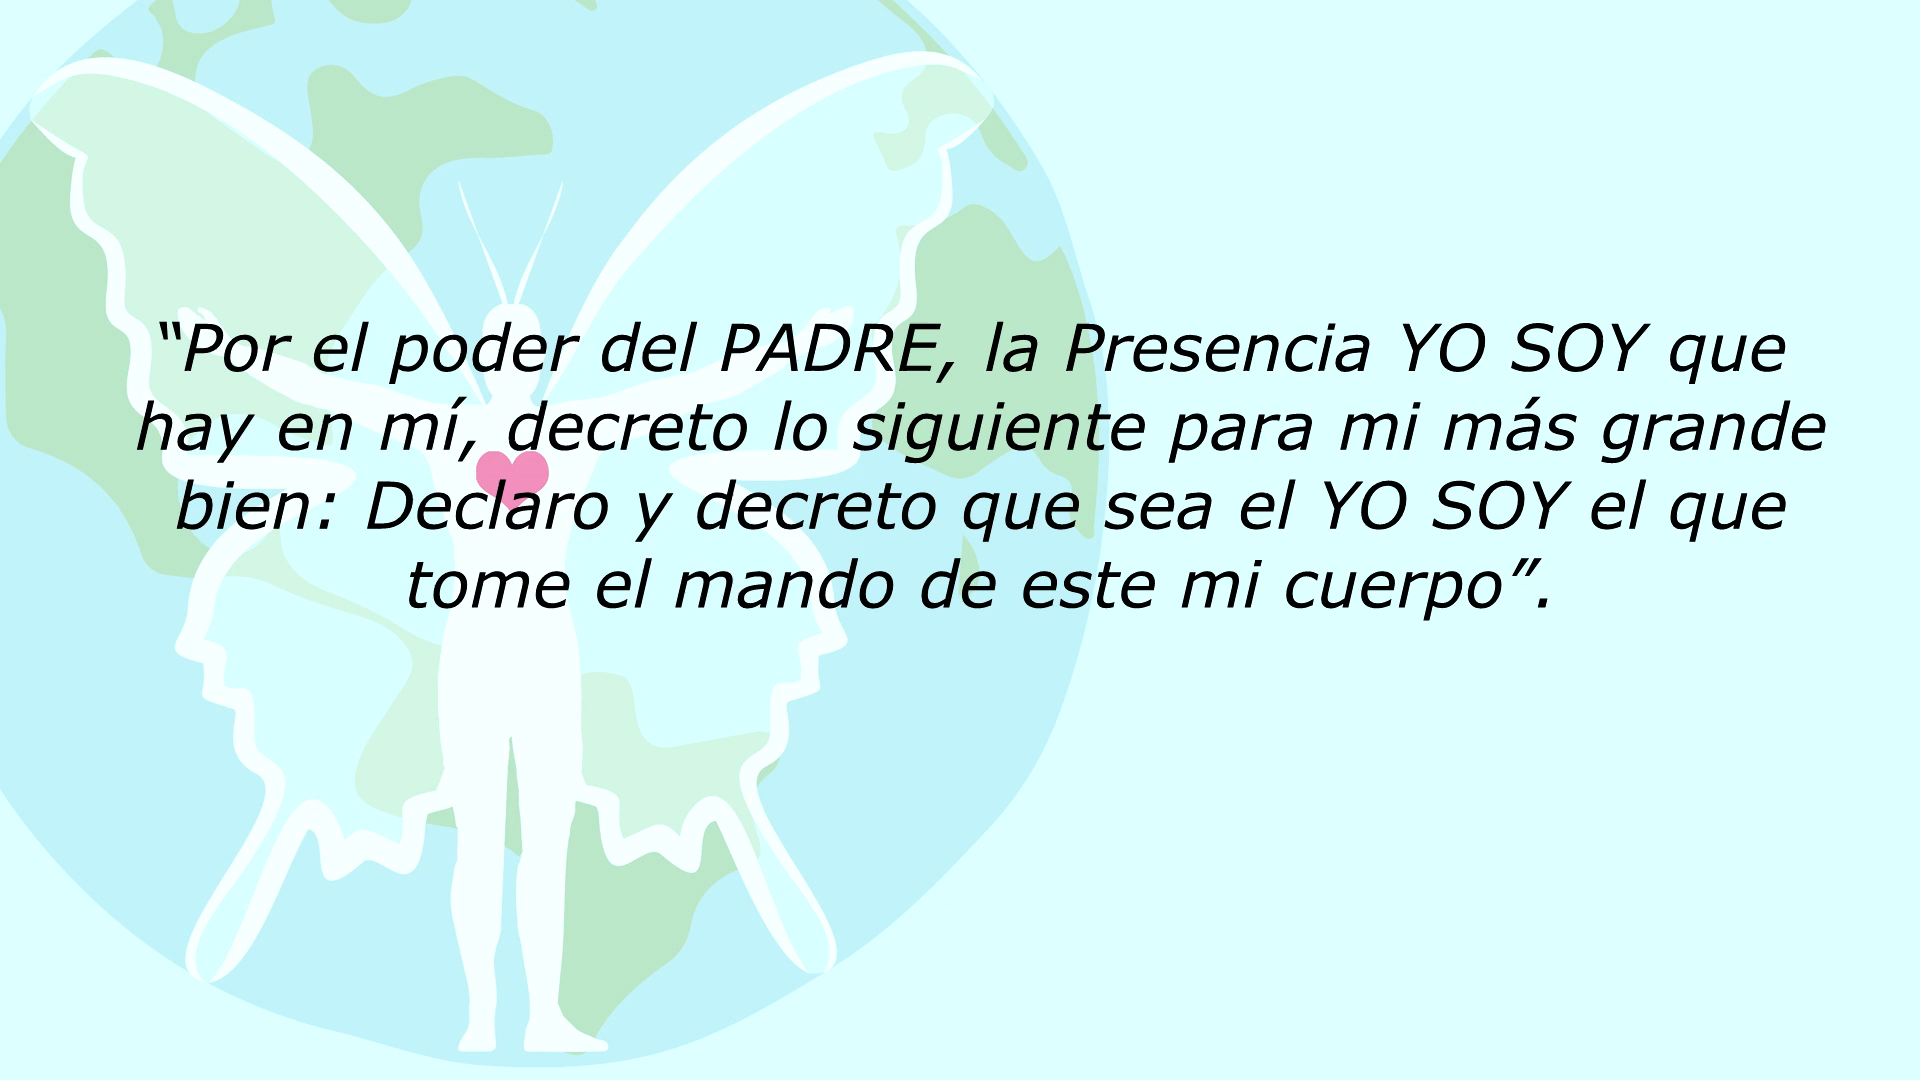 “Por el poder del PADRE, la Presencia YO SOY que
hay en mí, decreto lo siguiente para mi más grande
bien: Declaro y decreto que sea el YO SOY el que
tome el mando de este mi cuerpo”.